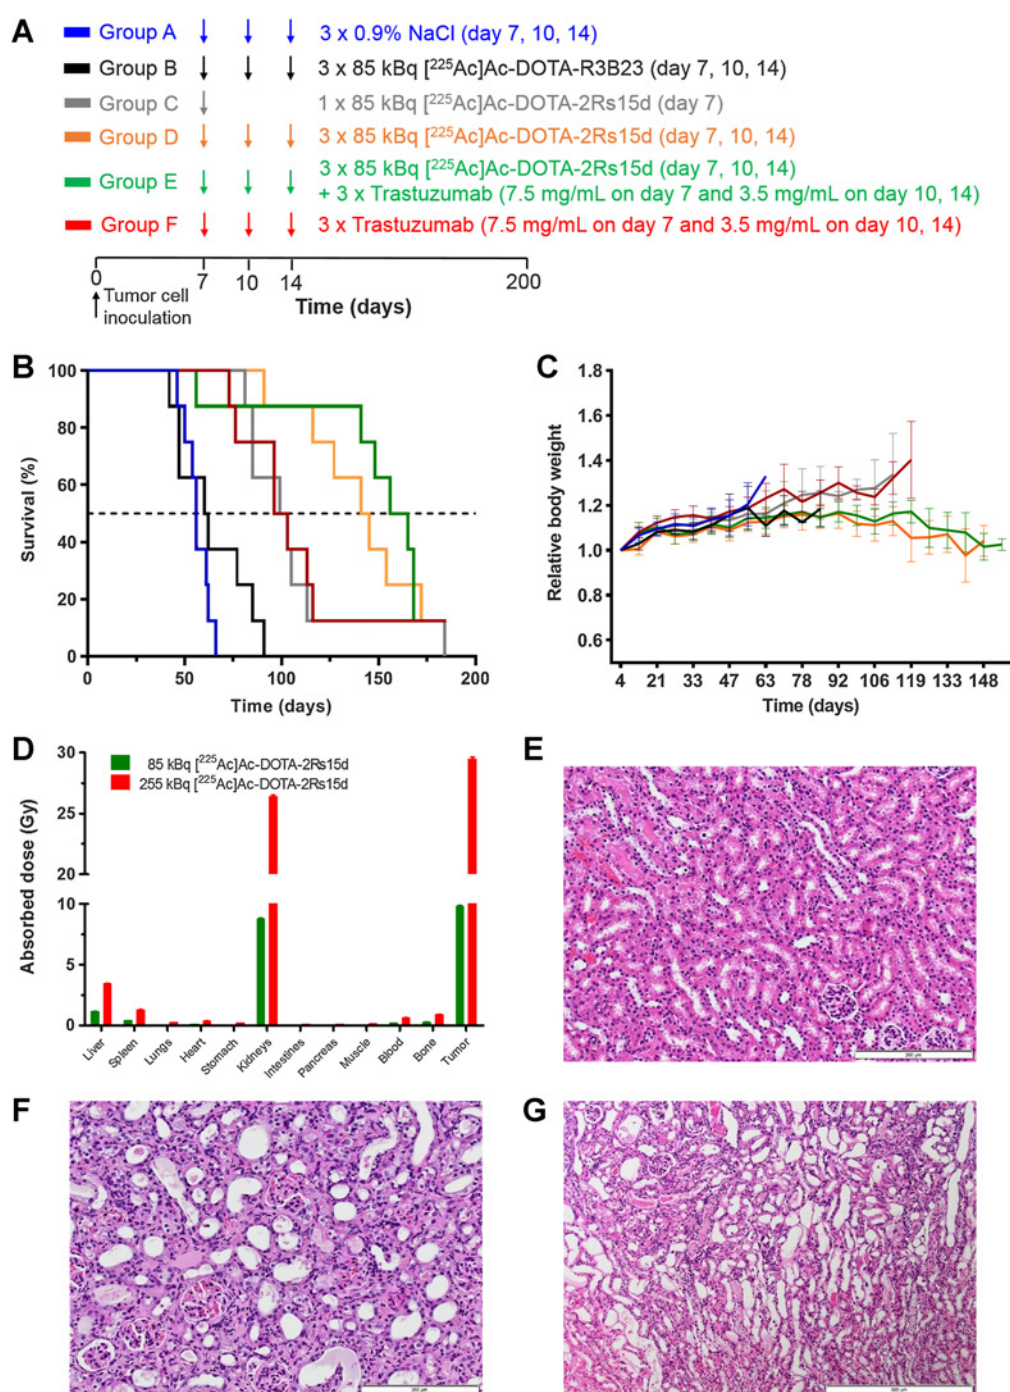 A
Group A 3 x 0.9% NaCl (day 7, 10, 14)
Group B 3 x 85 kBq [²²⁵Ac]Ac-DOTA-R3B23 (day 7, 10, 14)
Group C 1 x 85 kBq [²²⁵Ac]Ac-DOTA-2Rs15d (day 7)
Group D 3 x 85 kBq [²²⁵Ac]Ac-DOTA-2Rs15d (day 7, 10, 14)
Group E 3 x 85 kBq [²²⁵Ac]Ac-DOTA-2Rs15d (day 7, 10, 14)
+ 3 x Trastuzumab (7.5 mg/mL on day 7 and 3.5 mg/mL on day 10, 14)
Group F 3 x Trastuzumab (7.5 mg/mL on day 7 and 3.5 mg/mL on day 10, 14)
0 7 10 14 200
Tumor cell
inoculation
Time (days)
B
Survival (%)
100
80
60
40
20
0
0 50 100 150 200
Time (days)
C
Relative body weight
1.8
1.6
1.4
1.2
1.0
0.8
0.6
4 21 33 47 63 78 92 106 119 133 148
Time (days)
D
Absorbed dose (Gy)
30
25
20
10
5
0
85 kBq [²²⁵Ac]Ac-DOTA-2Rs15d
255 kBq [²²⁵Ac]Ac-DOTA-2Rs15d
Liver
Spleen
Lungs
Heart
Stomach
Kidneys
Intestines
Pancreas
Muscle
Blood
Bone
Tumor
E
F
G